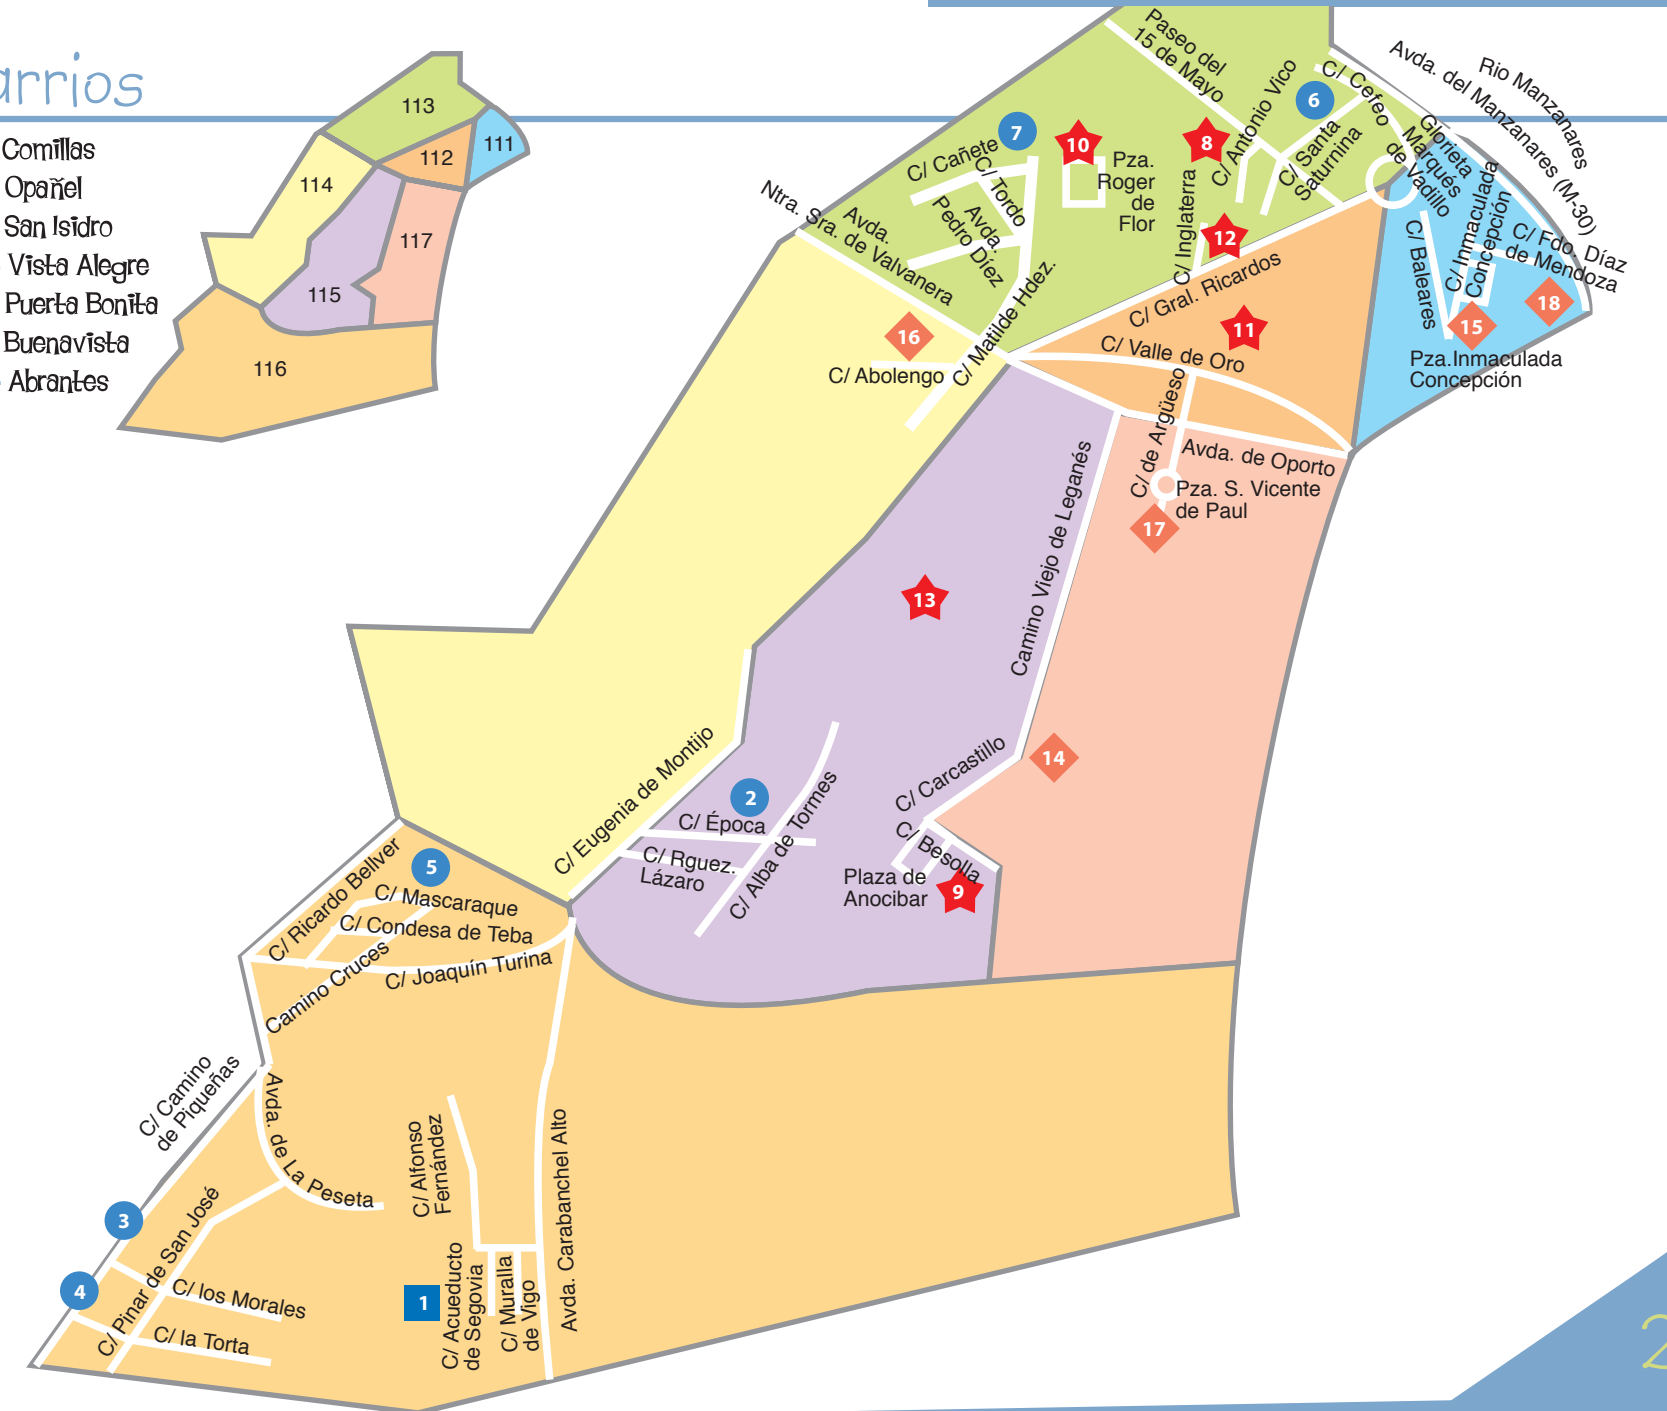 arrios
Comillas
Opañel
San Isidro
Vista Alegre
Puerta Bonita
Buenavista
Abrantes
113
112
111
114
117
115
116
Paseo del
15 de Mayo
C/ Antonio Vico
6
C/ Cefeo
Avda. del Manzanares (M-30)
Rio Manzanares
Glorieta
Marqués
de Vadillo
C/ Santa
Saturnina
7
C/ Cañete
C/ Tordo
10
Pza.
Roger
de
Flor
8
C/ Inglaterra
12
Avda.
Pedro Díez
Avda.
Ntra. Sra. de Valvanera
C/ Matilde Hdez.
C/ Gral. Ricardos
11
C/ Valle de Oro
C/ Baleares
C/ Inmaculada
Concepción
C/ Fdo. Díaz
de Mendoza
18
15
Pza.Inmaculada
Concepción
16
C/ Abolengo
C/ de Argüeso
Avda. de Oporto
Pza. S. Vicente
de Paul
17
Camino Viejo de Leganés
13
14
C/ Carcastillo
C/ Besolla
Plaza de
Anocibar
9
C/ Eugenia de Montijo
2
C/ Época
C/ Rguez.
Lázaro
C/ Alba de Tormes
C/ Ricardo Bellver
5
C/ Mascaraque
C/ Condesa de Teba
Camino Cruces
C/ Joaquín Turina
C/ Camino
de Piqueñas
Avda. de La Peseta
3
4
C/ Pinar de San José
C/ los Morales
C/ la Torta
C/ Alfonso
Fernández
1
C/ Acueducto
de Segovia
C/ Muralla
de Vigo
Avda. Carabanchel Alto
2